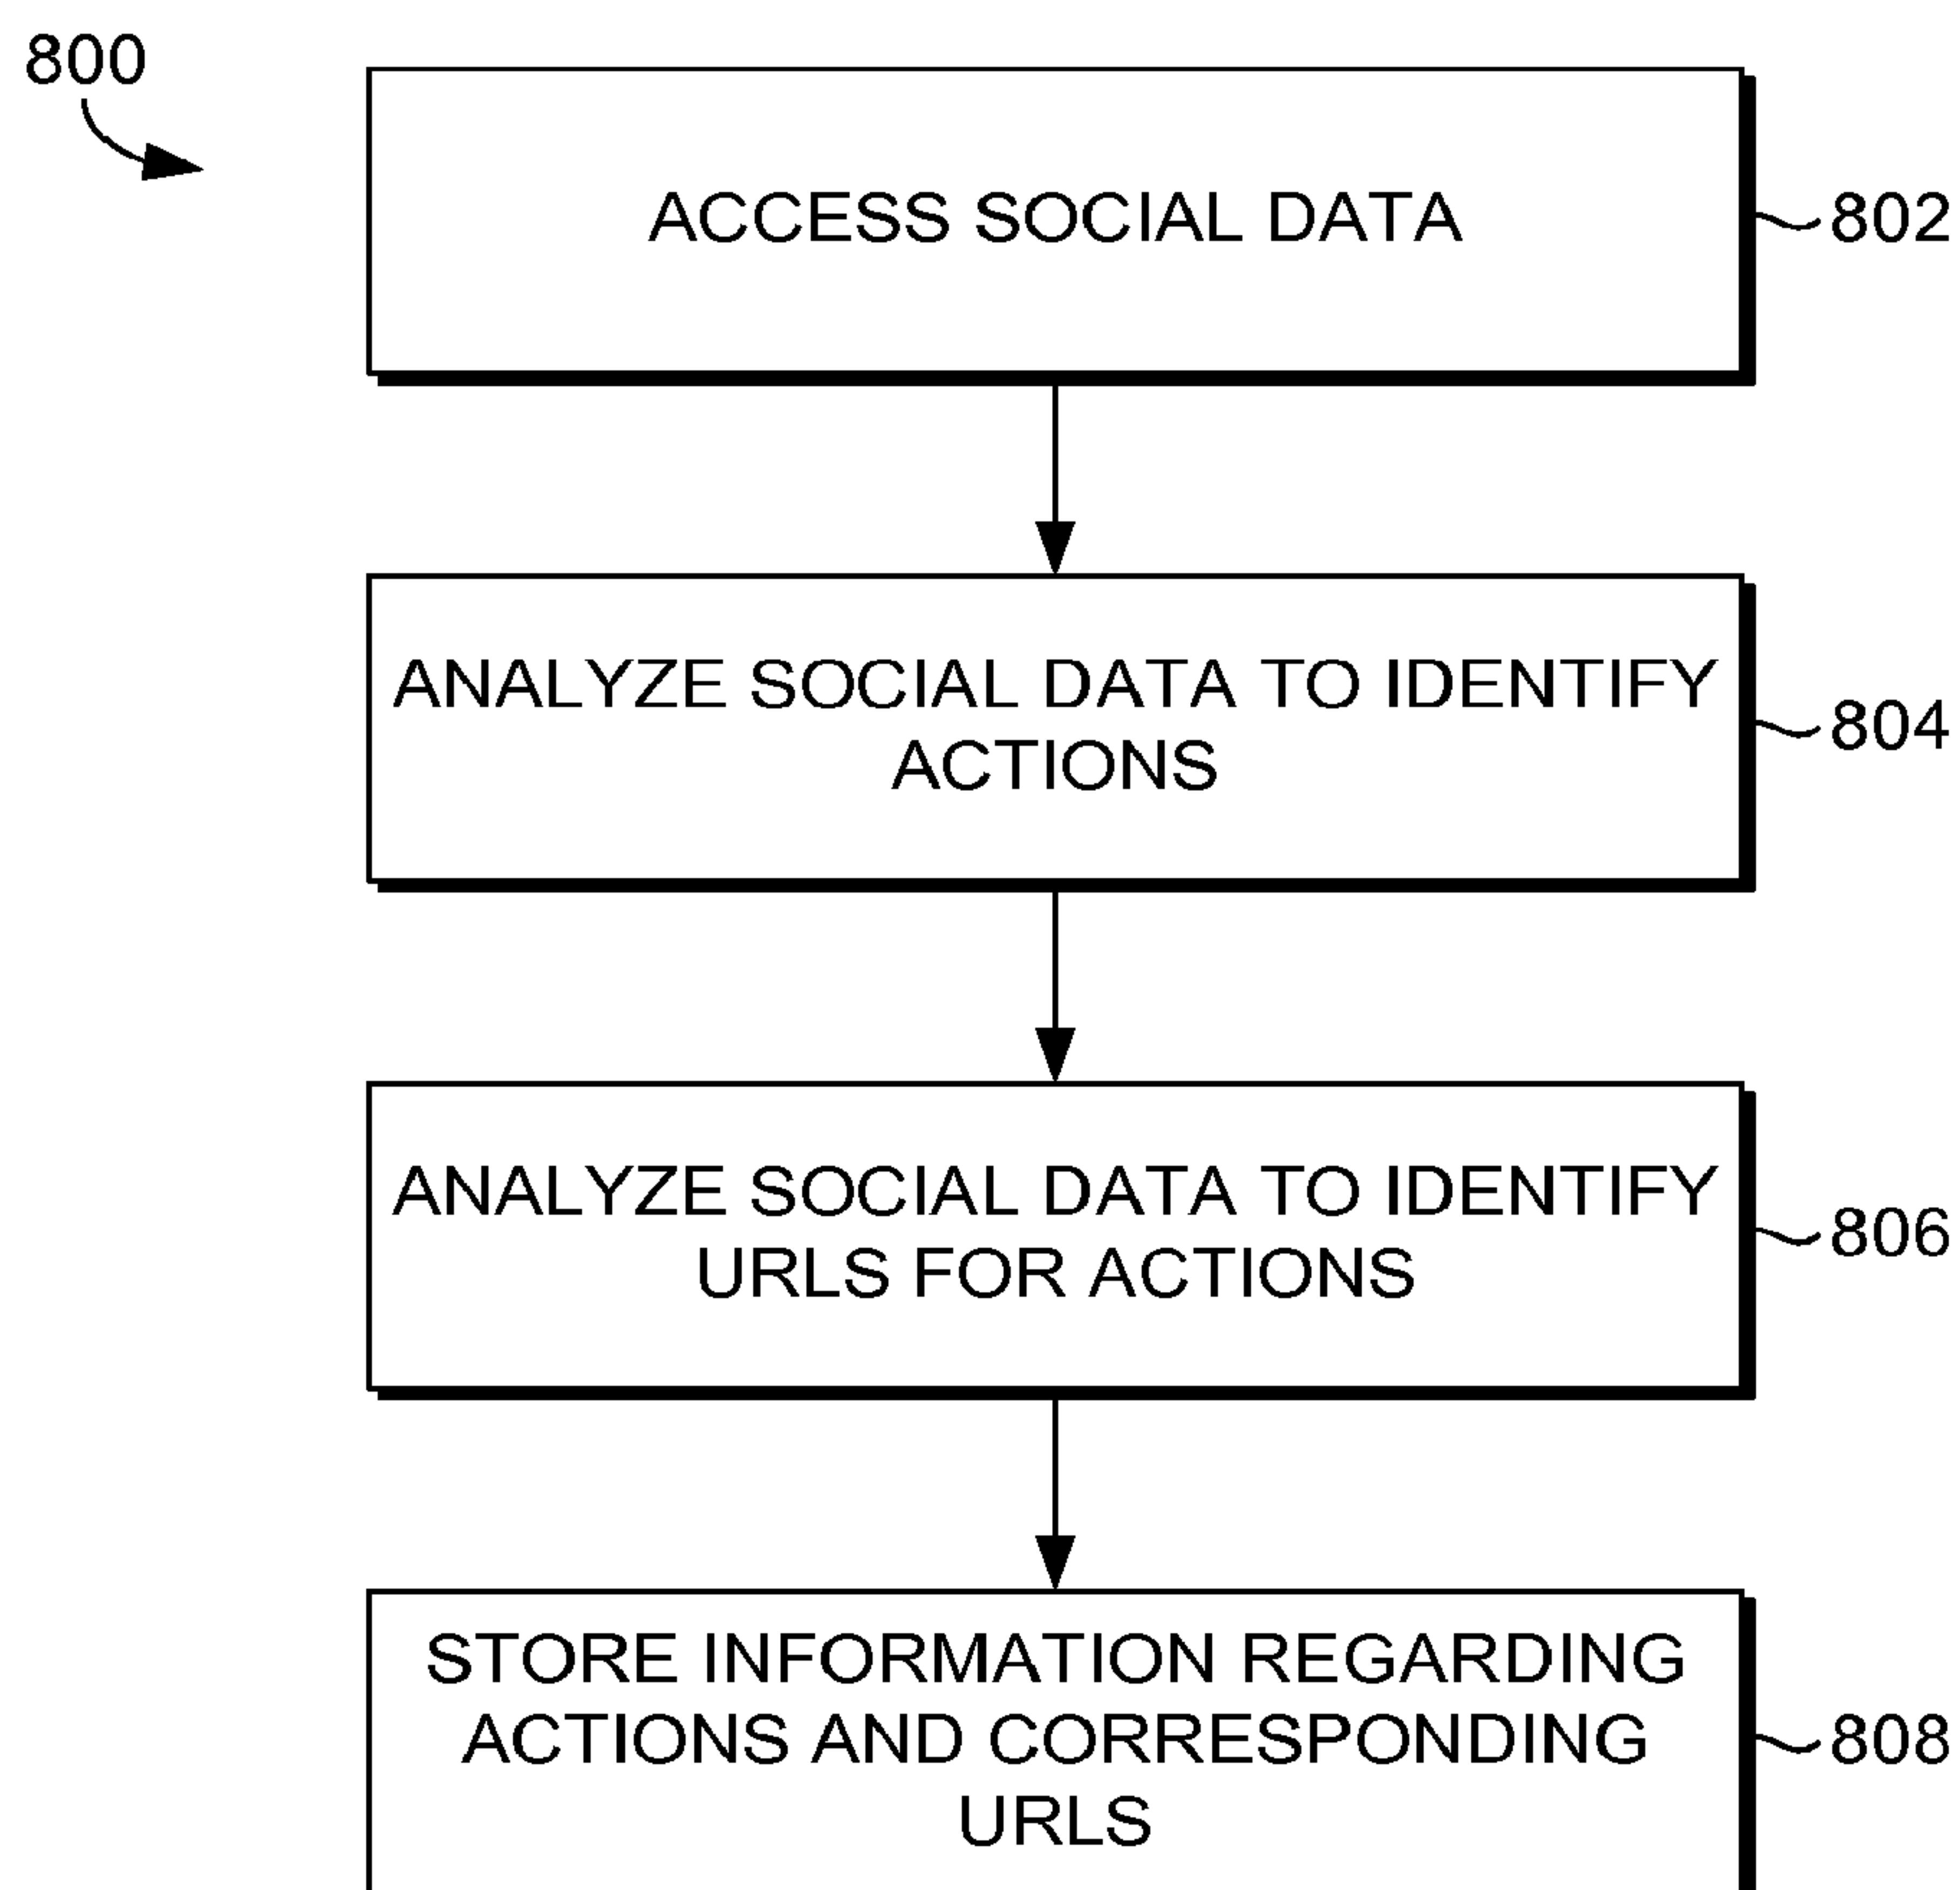 800
ACCESS SOCIAL DATA
802
ANALYZE SOCIAL DATA TO IDENTIFY
ACTIONS
804
ANALYZE SOCIAL DATA TO IDENTIFY
URLS FOR ACTIONS
806
STORE INFORMATION REGARDING
ACTIONS AND CORRESPONDING
URLS
808